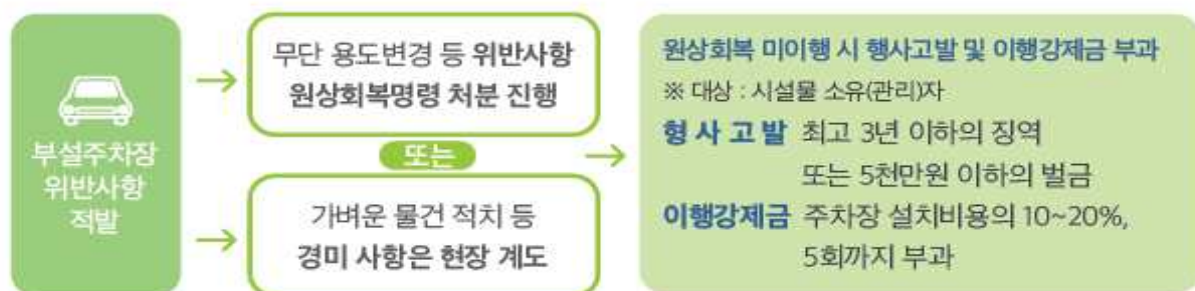 부설주차장
위반사항
적발
무단 용도변경 등 위반사항
원상회복명령 처분 진행
또는
가벼운 물건 적치 등
경미 사항은 현장 계도
원상회복 미이행 시 행사고발 및 이행강제금 부과
※ 대상 : 시설물 소유(관리)자
형 사 고 발 최고 3년 이하의 징역
또는 5천만원 이하의 벌금
이행강제금 주차장 설치비용의 10~20%,
5회까지 부과